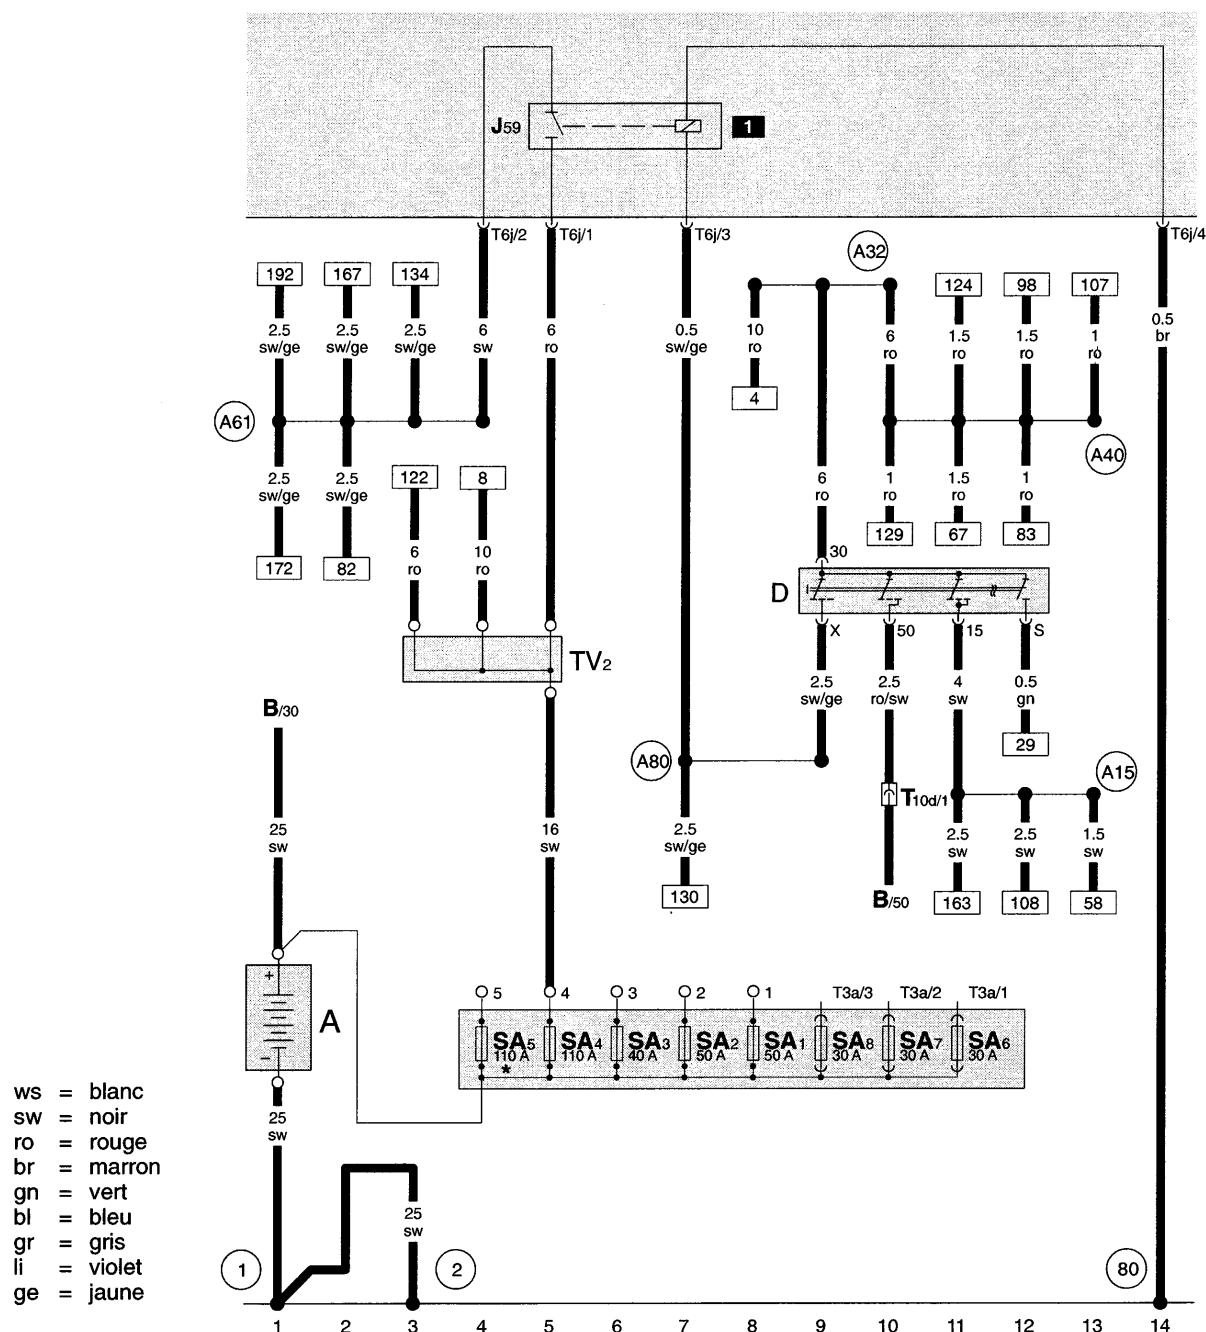 J59
1
T6j/2
T6j/1
T6j/3
T6j/4
A32
192
167
134
124
98
107
2.5
sw/ge
2.5
sw/ge
2.5
sw/ge
6
sw
6
ro
0.5
sw/ge
10
ro
6
ro
1.5
ro
1.5
ro
1
ro
0.5
br
4
A61
A40
2.5
sw/ge
2.5
sw/ge
122
8
6
ro
1
ro
1.5
ro
1
ro
129
67
83
172
82
6
ro
10
ro
30
D
X
50
15
S
TV2
2.5
sw/ge
2.5
ro/sw
4
sw
0.5
gn
B/30
29
A80
A15
T10d/1
25
sw
16
sw
2.5
sw/ge
2.5
sw
2.5
sw
1.5
sw
130
B/50
163
108
58
+
−
A
5
4
3
2
1
T3a/3
T3a/2
T3a/1
SA5
110 A
*
SA4
110 A
SA3
40 A
SA2
50 A
SA1
50 A
SA8
30 A
SA7
30 A
SA6
30 A
ws = blanc
sw = noir
ro = rouge
br = marron
gn = vert
bl = bleu
gr = gris
li = violet
ge = jaune
25
sw
25
sw
1
2
80
1 2 3 4 5 6 7 8 9 10 11 12 13 14